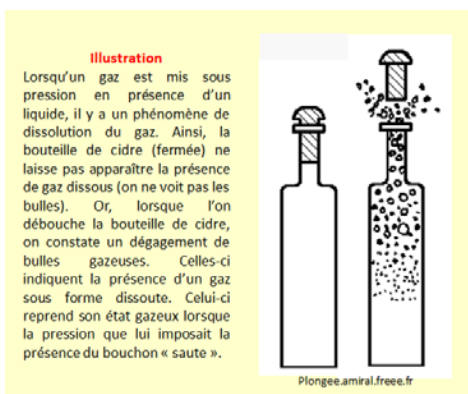 Illustration
Lorsqu'un gaz est mis sous
pression en présence d'un
liquide, il y a un phénomène de
dissolution du gaz. Ainsi, la
bouteille de cidre (fermée) ne
laisse pas apparaître la présence
de gaz dissous (on ne voit pas les
bulles). Or, lorsque l'on
débouche la bouteille de cidre,
on constate un dégagement de
bulles gazeuses. Celles-ci
indiquent la présence d'un gaz
sous forme dissoute. Celui-ci
reprend son état gazeux lorsque
la pression que lui imposait la
présence du bouchon « saute ».
Plongee.amiral.freee.fr